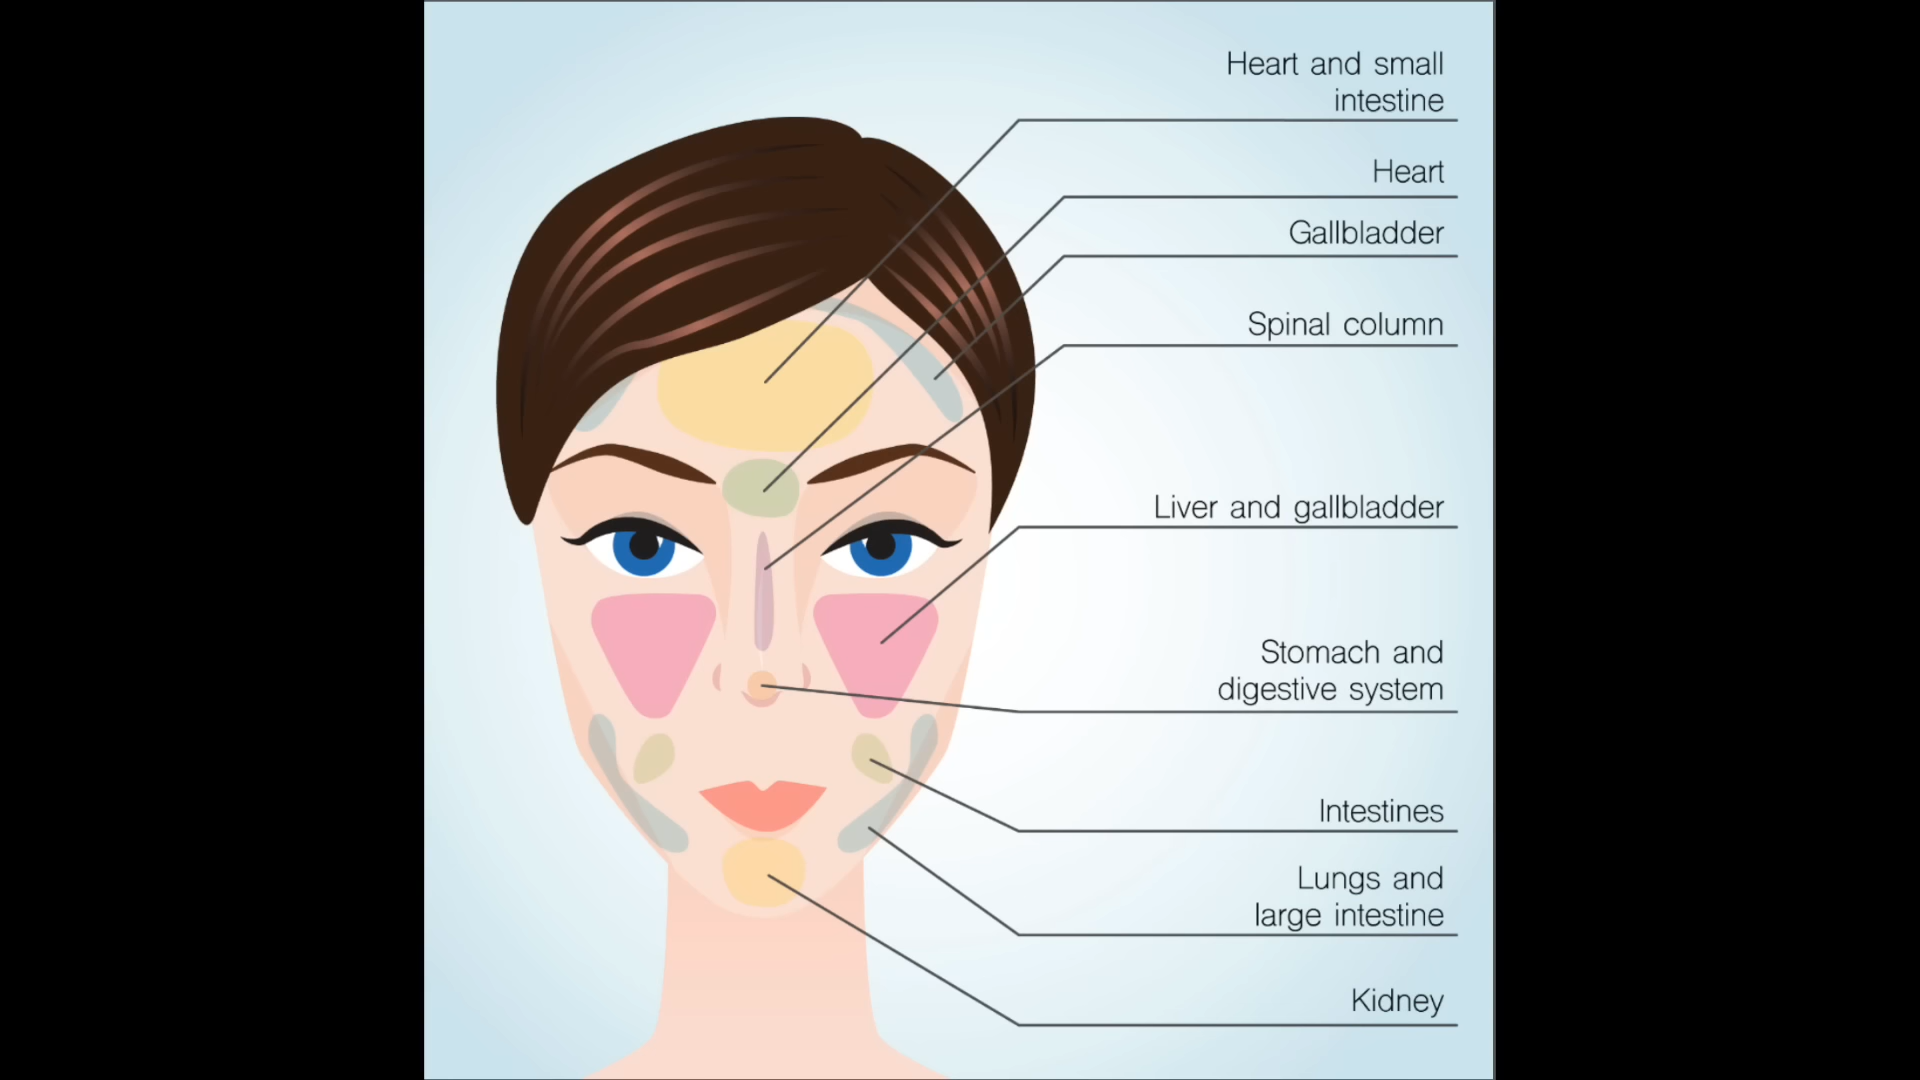 Heart and small
intestine
Heart
Gallbladder
Spinal column
Liver and gallbladder
Stomach and
digestive system
Intestines
Lungs and
large intestine
Kidney